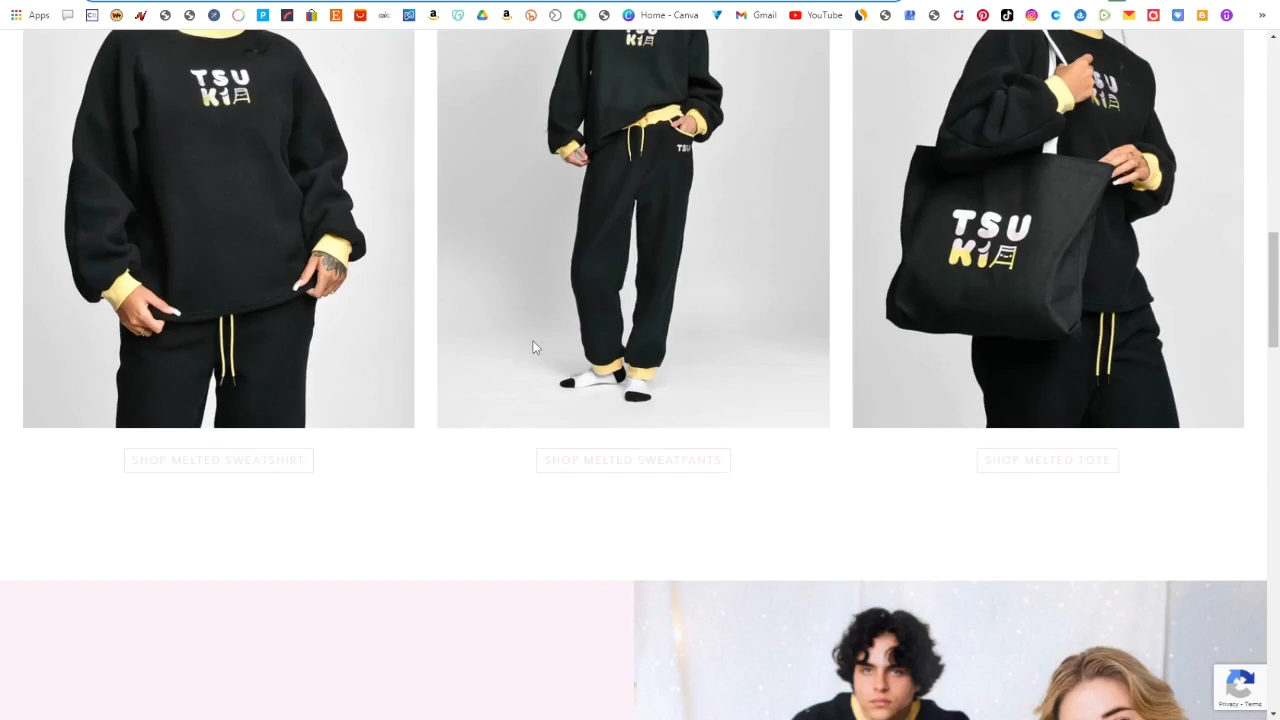 Apps
Home - Canva
Gmail
YouTube
»
TSU
Ki月
TSU
TSU
Ki月
SHOP MELTED SWEATSHIRT
SHOP MELTED SWEATPANTS
SHOP MELTED TOTE
Privacy - Terms